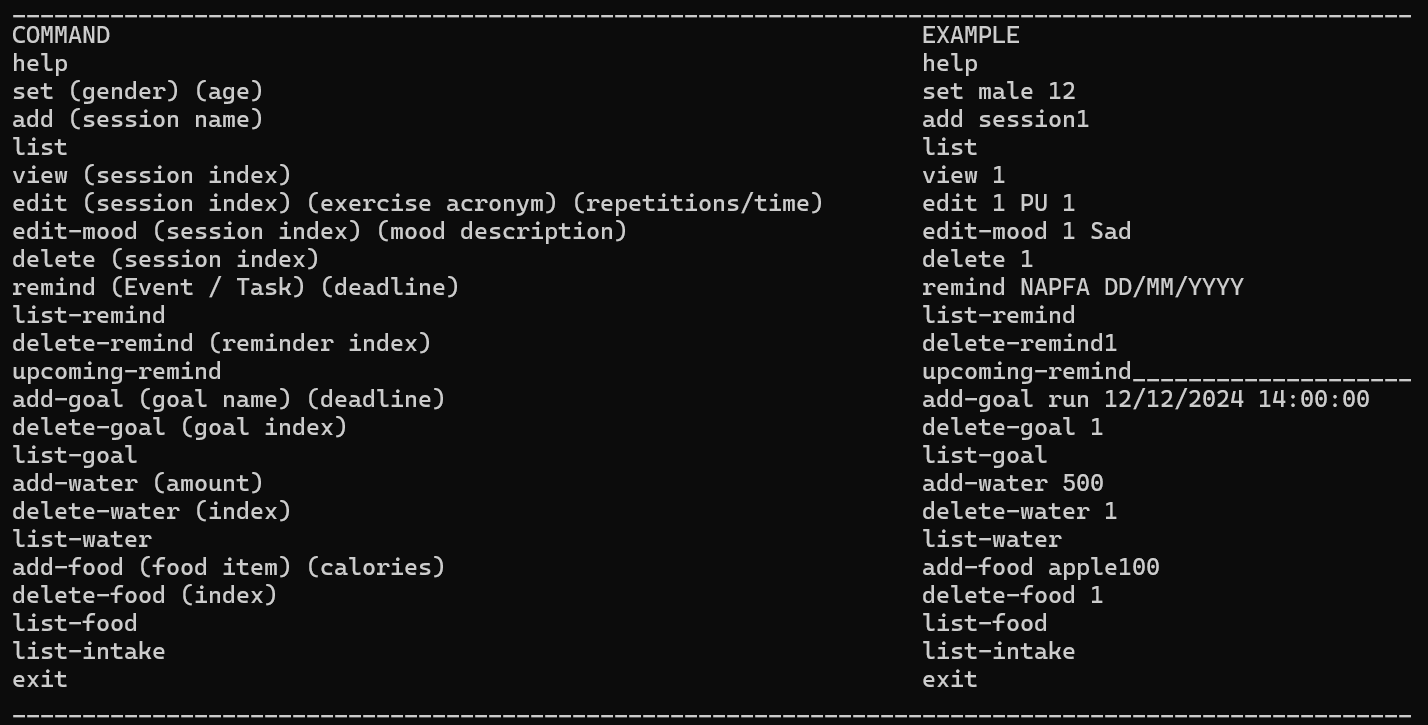 COMMAND EXAMPLE
help help
set (gender) (age) set male 12
add (session name) add session1
list list
view (session index) view 1
edit (session index) (exercise acronym) (repetitions/time) edit 1 PU 1
edit-mood (session index) (mood description) edit-mood 1 Sad
delete (session index) delete 1
remind (Event / Task) (deadline) remind NAPFA DD/MM/YYYY
list-remind list-remind
delete-remind (reminder index) delete-remind1
upcoming-remind upcoming-remind____________________
add-goal (goal name) (deadline) add-goal run 12/12/2024 14:00:00
delete-goal (goal index) delete-goal 1
list-goal list-goal
add-water (amount) add-water 500
delete-water (index) delete-water 1
list-water list-water
add-food (food item) (calories) add-food apple100
delete-food (index) delete-food 1
list-food list-food
list-intake list-intake
exit exit